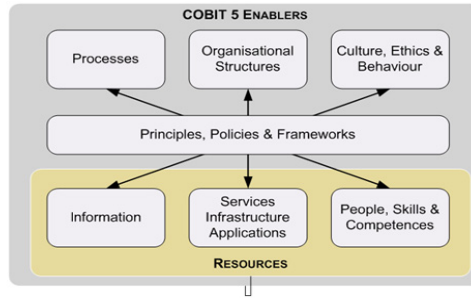 COBIT 5 ENABLERS
Processes
Organisational
Structures
Culture, Ethics &
Behaviour
Principles, Policies & Frameworks
Information
Services
Infrastructure
Applications
People, Skills &
Competences
RESOURCES